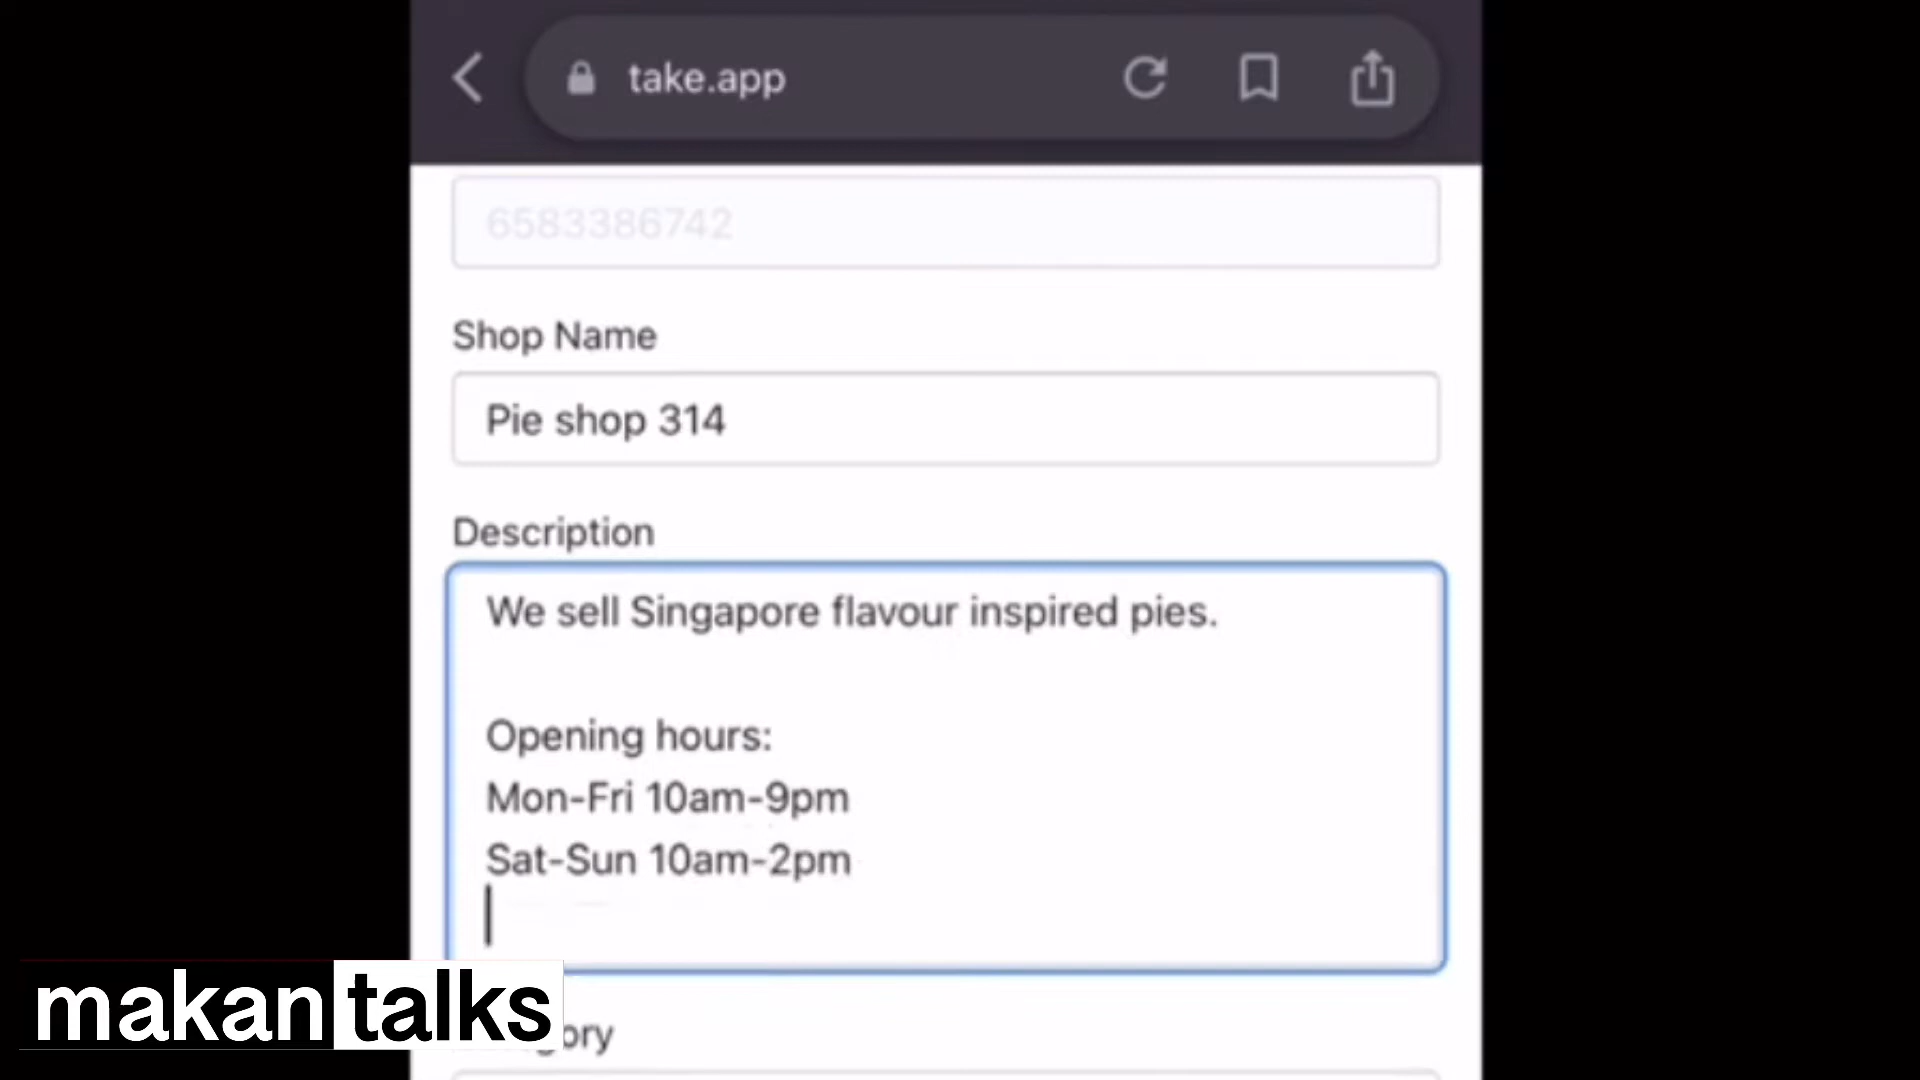 take.app
6583386742
Shop Name
Pie shop 314
Description
We sell Singapore flavour inspired pies.
Opening hours:
Mon-Fri 10am-9pm
Sat-Sun 10am-2pm
makan talks